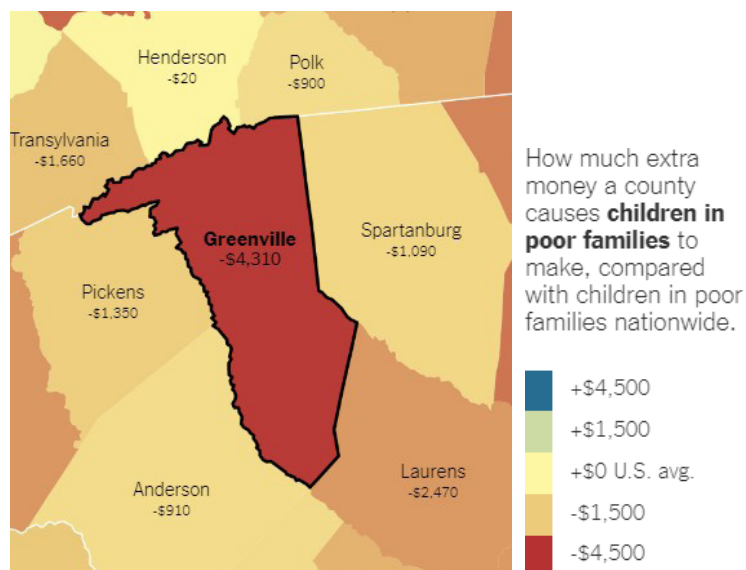 Henderson
-$20
Polk
-$900
Transylvania
-$1,660
Greenville
-$4,310
Spartanburg
-$1,090
Pickens
-$1,350
Anderson
-$910
Laurens
-$2,470
How much extra
money a county
causes children in
poor families to
make, compared
with children in poor
families nationwide.
+$4,500
+$1,500
+$0 U.S. avg.
-$1,500
-$4,500